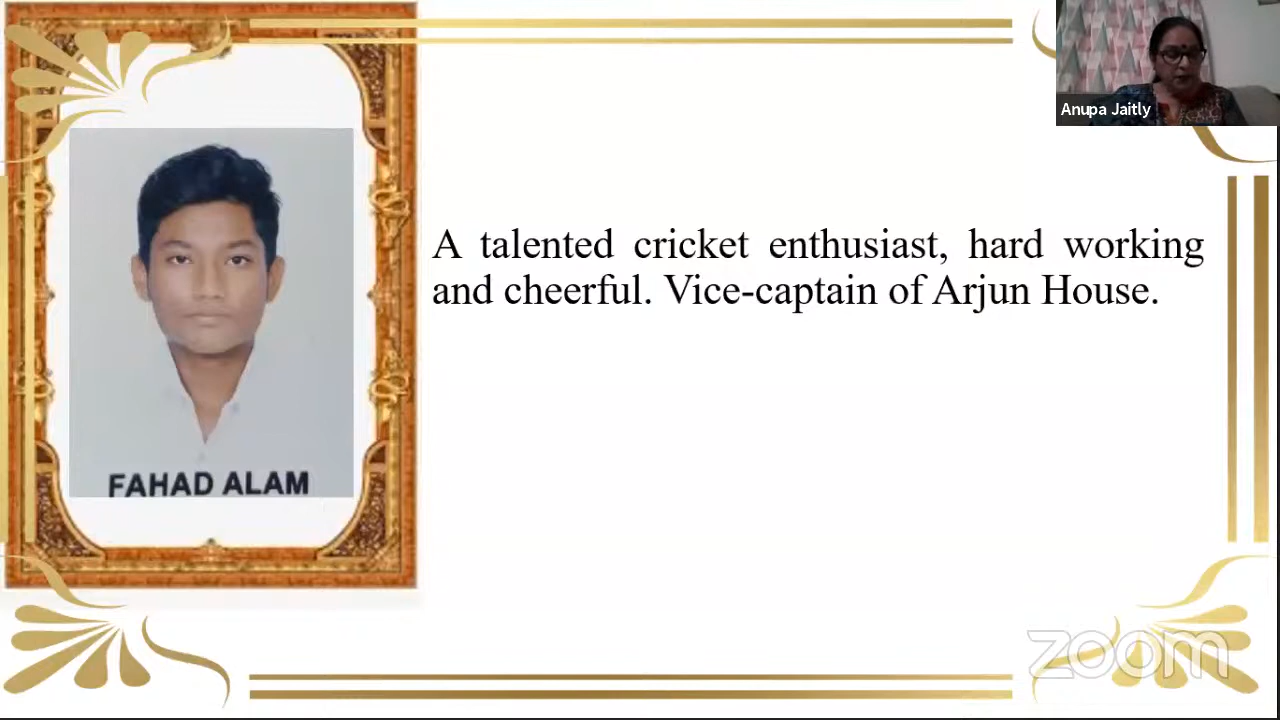 Anupa Jaitly
A talented cricket enthusiast, hard working
and cheerful. Vice-captain of Arjun House.
FAHAD ALAM
zoom